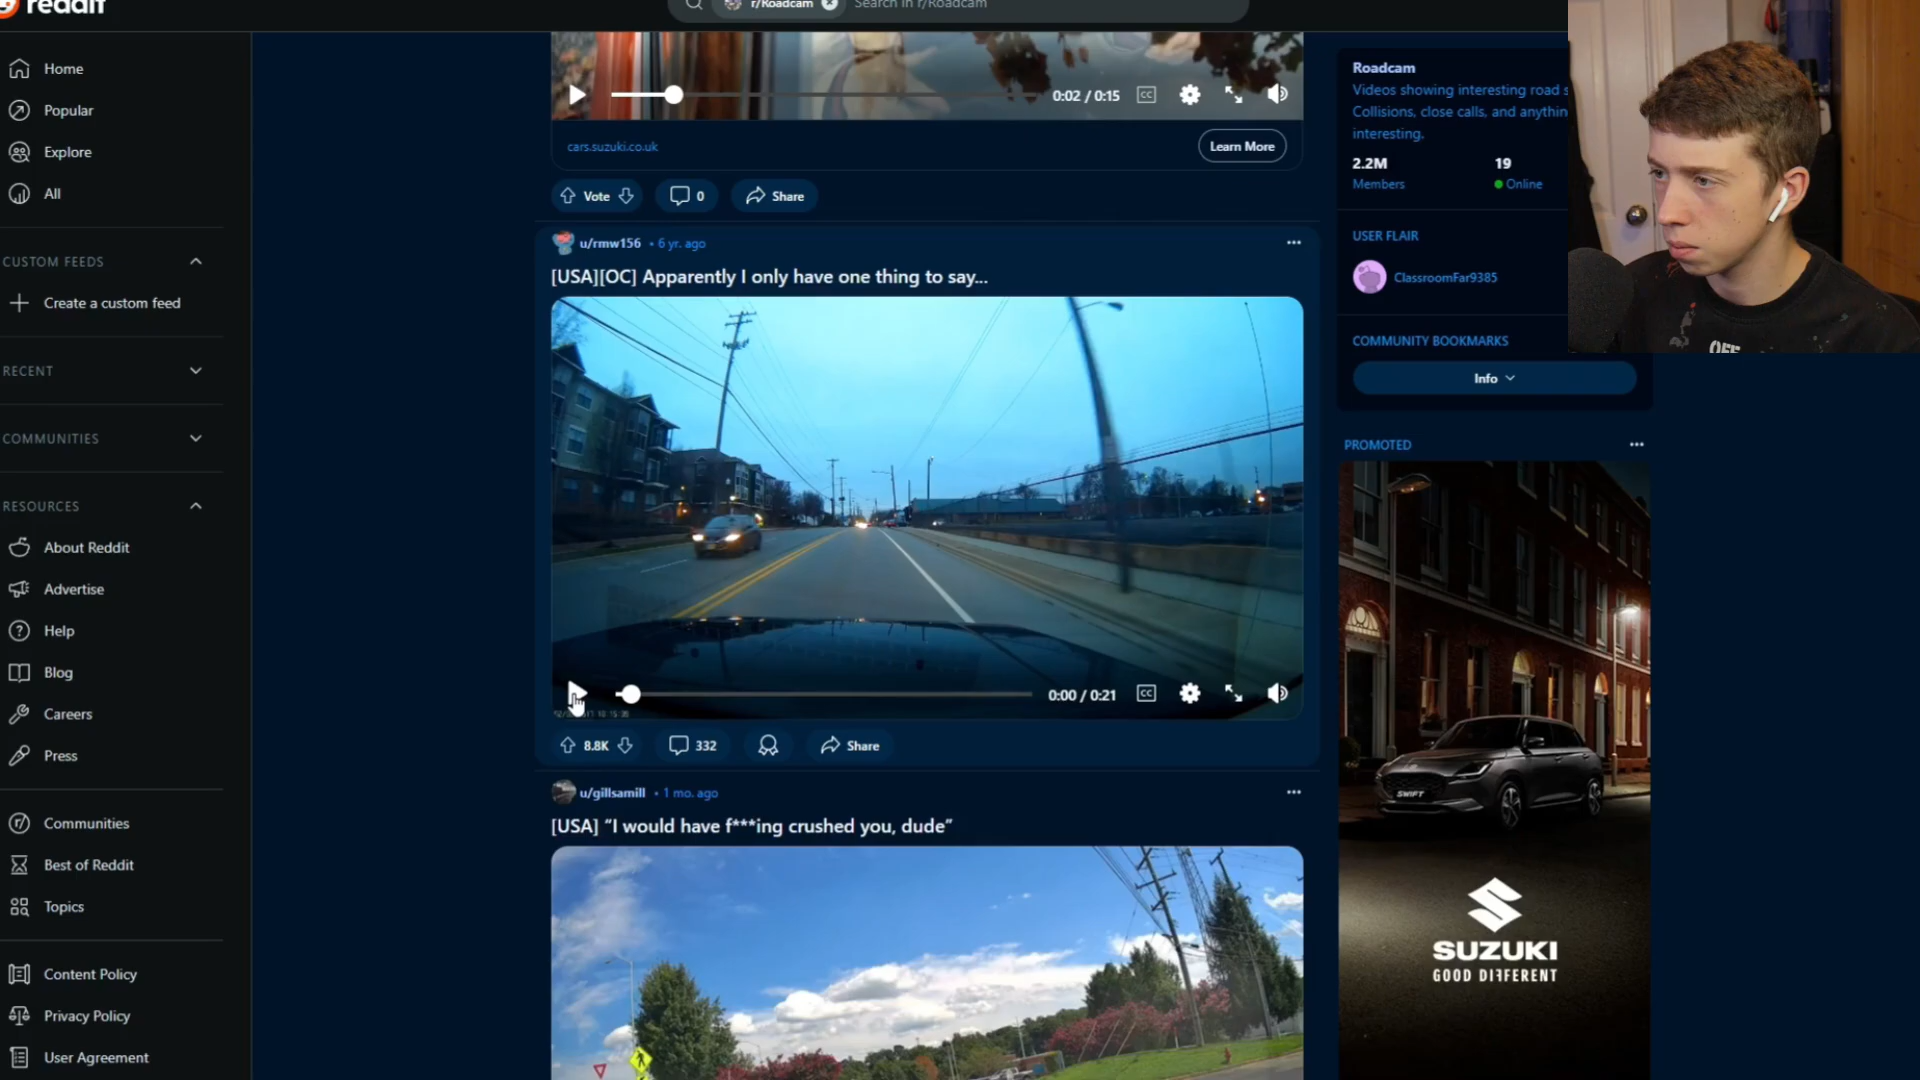 reddit
r/Roadcam
Search in r/Roadcam
Home
Popular
Explore
All
CUSTOM FEEDS
Create a custom feed
RECENT
COMMUNITIES
RESOURCES
About Reddit
Advertise
Help
Blog
Careers
Press
Communities
Best of Reddit
Topics
Content Policy
Privacy Policy
User Agreement
0:02 / 0:15
CC
cars.suzuki.co.uk
Learn More
Vote
0
Share
u/rmw156 • 6 yr. ago
[USA][OC] Apparently I only have one thing to say...
0:00 / 0:21
CC
8.8K
332
Share
u/gillsamill • 1 mo. ago
[USA] “I would have f***ing crushed you, dude”
Roadcam
Videos showing interesting road
Collisions, close calls, and
interesting.
2.2M
19
Members
Online
USER FLAIR
ClassroomFar9385
COMMUNITY BOOKMARKS
Info
PROMOTED
SWIFT
SUZUKI
GOOD DIFFERENT
OFF